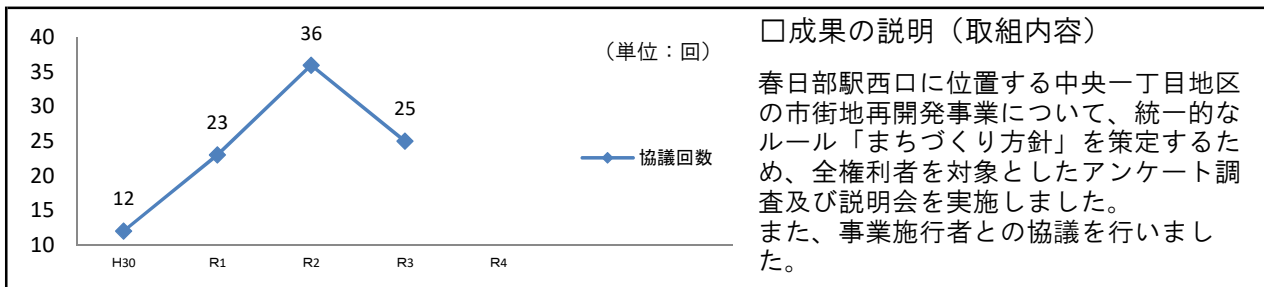 40
35
30
25
20
15
10
12
23
36
25
H30
R1
R2
R3
R4
（単位：回）
協議回数
□成果の説明（取組内容）
春日部駅西口に位置する中央一丁目地区
の市街地再開発事業について、統一的な
ルール「まちづくり方針」を策定するた
め、全権利者を対象としたアンケート調
査及び説明会を実施しました。
また、事業施行者との協議を行いまし
た。